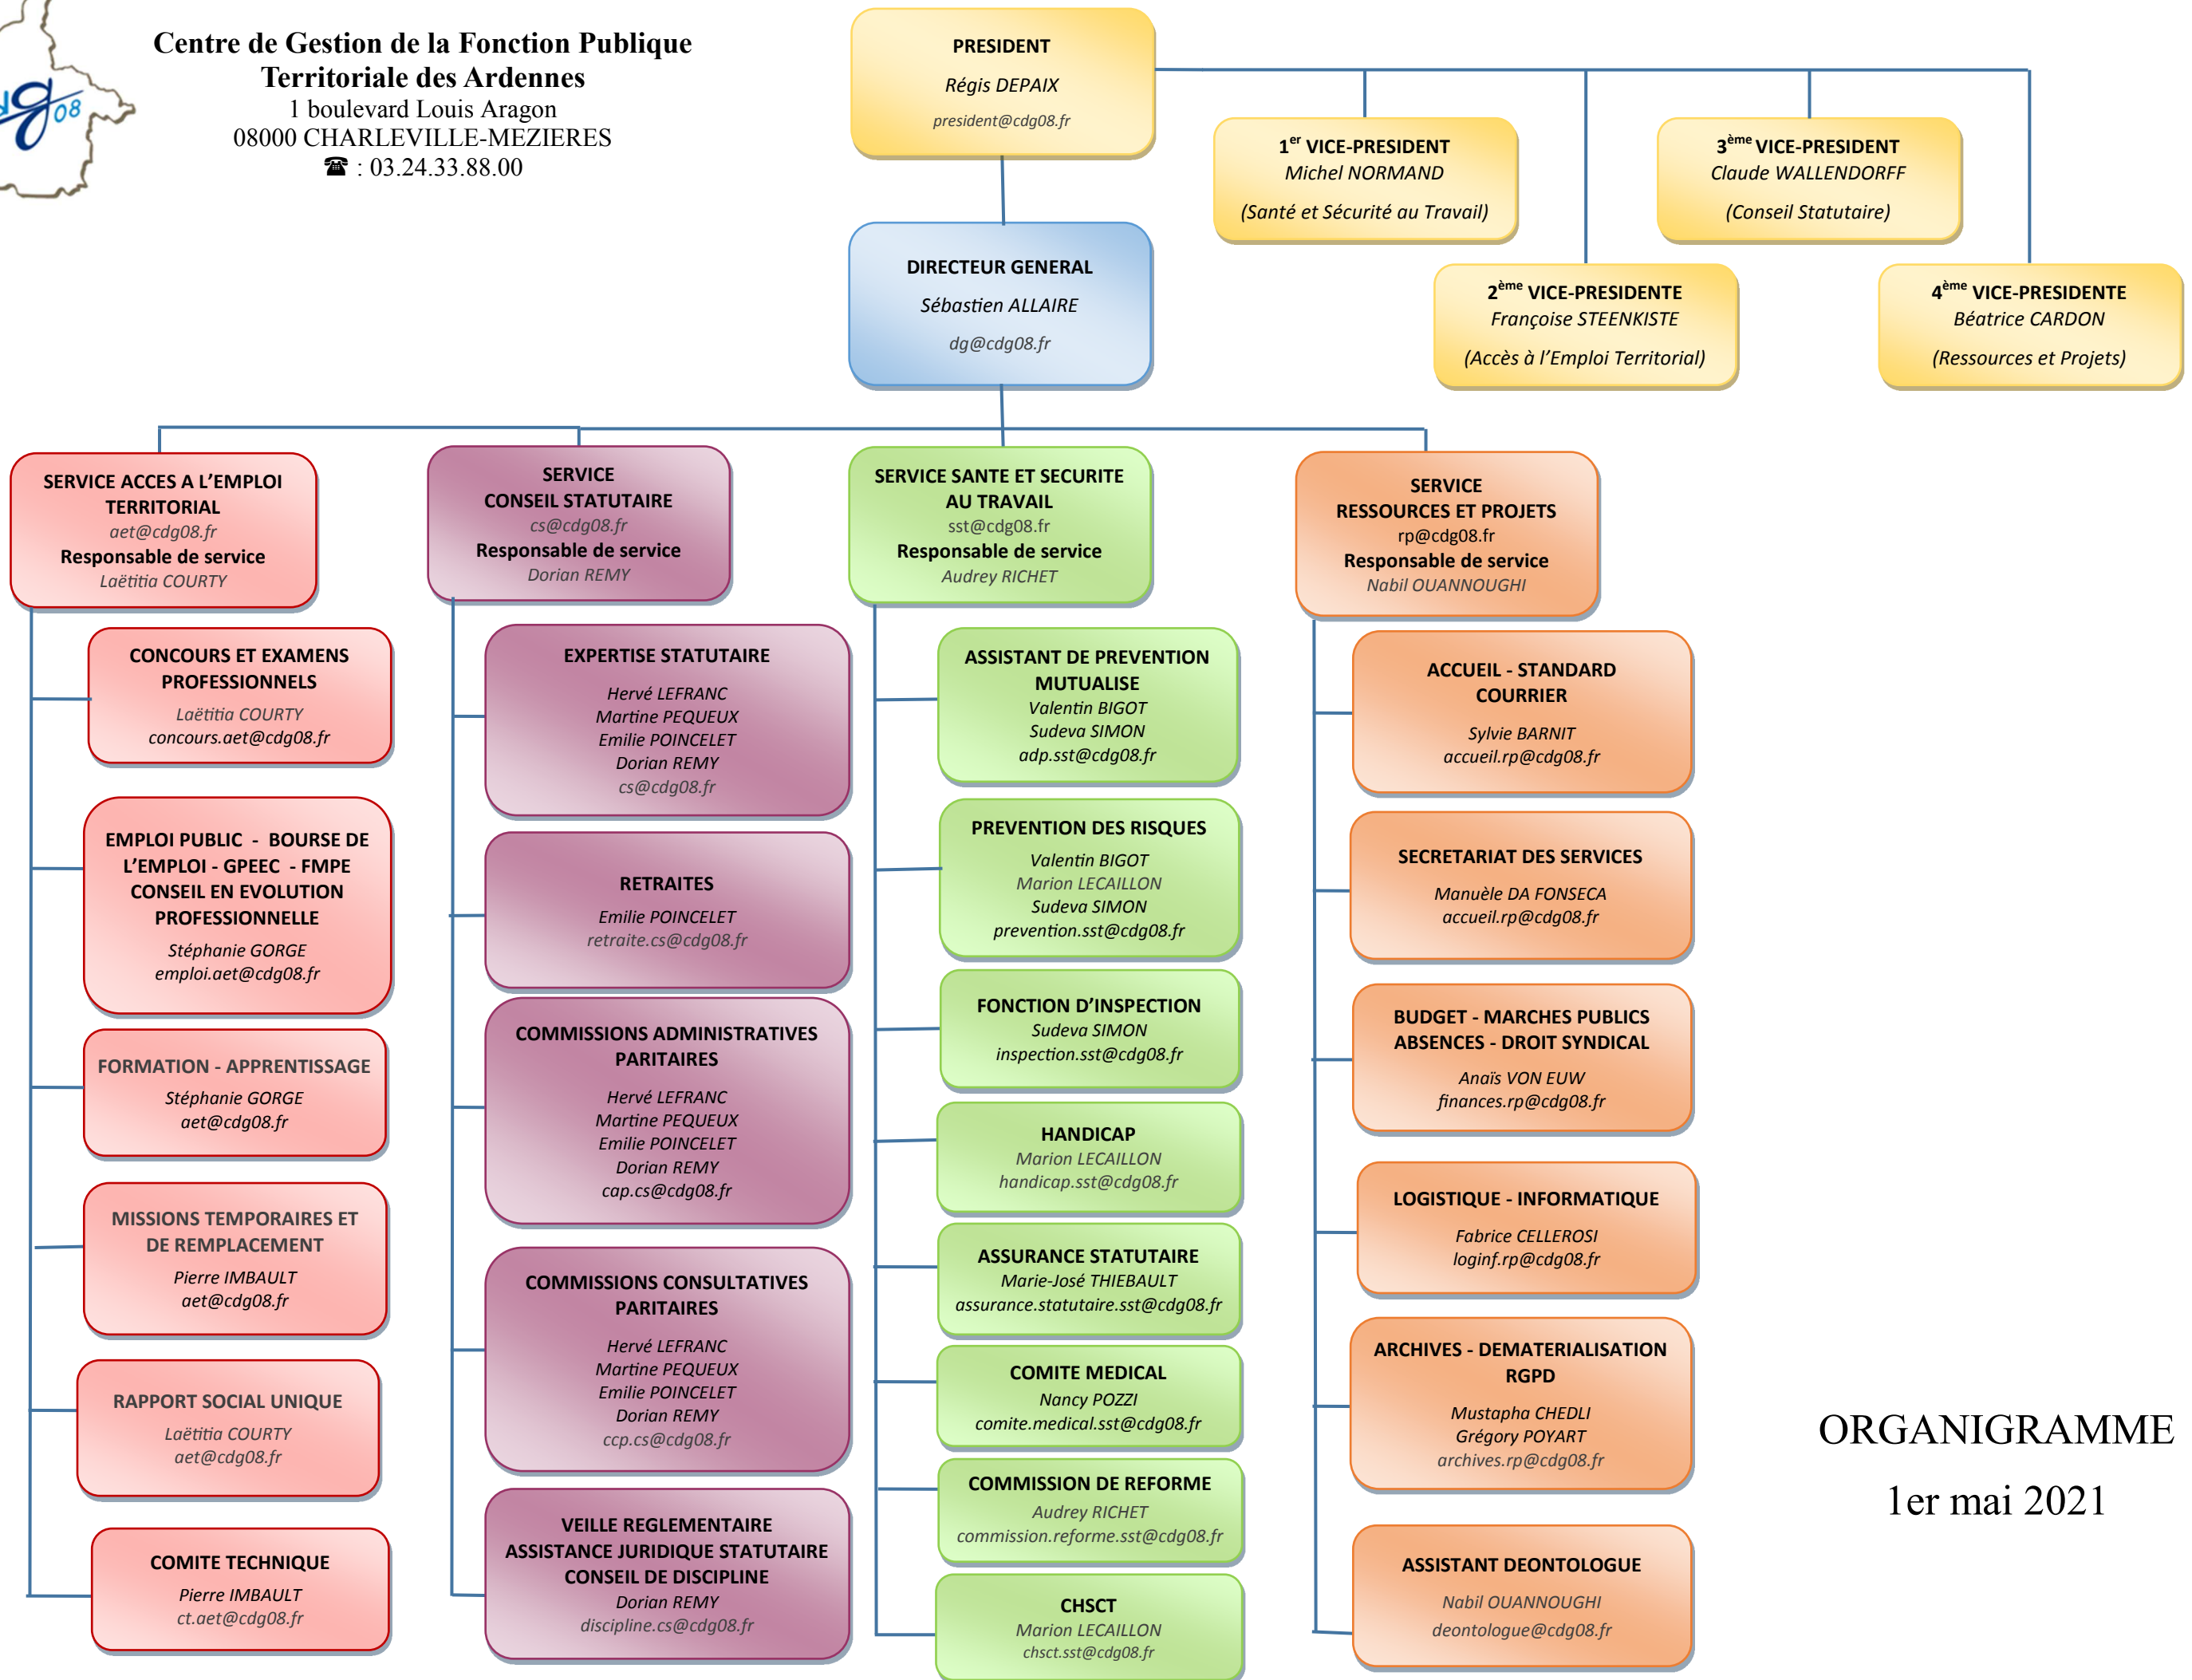 Centre de Gestion de la Fonction Publique
Territoriale des Ardennes
1 boulevard Louis Aragon
08000 CHARLEVILLE-MEZIERES
☎ : 03.24.33.88.00
08
PRESIDENT
Régis DEPAIX
president@cdg08.fr
1er VICE-PRESIDENT
Michel NORMAND
(Santé et Sécurité au Travail)
3ème VICE-PRESIDENT
Claude WALLENDORFF
(Conseil Statutaire)
2ème VICE-PRESIDENTE
Françoise STEENKISTE
(Accès à l’Emploi Territorial)
4ème VICE-PRESIDENTE
Béatrice CARDON
(Ressources et Projets)
DIRECTEUR GENERAL
Sébastien ALLAIRE
dg@cdg08.fr
SERVICE ACCES A L’EMPLOI
TERRITORIAL
aet@cdg08.fr
Responsable de service
Laëtitia COURTY
CONCOURS ET EXAMENS
PROFESSIONNELS
Laëtitia COURTY
concours.aet@cdg08.fr
EMPLOI PUBLIC - BOURSE DE
L’EMPLOI - GPEEC - FMPE
CONSEIL EN EVOLUTION
PROFESSIONNELLE
Stéphanie GORGE
emploi.aet@cdg08.fr
FORMATION - APPRENTISSAGE
Stéphanie GORGE
aet@cdg08.fr
MISSIONS TEMPORAIRES ET
DE REMPLACEMENT
Pierre IMBAULT
aet@cdg08.fr
RAPPORT SOCIAL UNIQUE
Laëtitia COURTY
aet@cdg08.fr
COMITE TECHNIQUE
Pierre IMBAULT
ct.aet@cdg08.fr
SERVICE
CONSEIL STATUTAIRE
cs@cdg08.fr
Responsable de service
Dorian REMY
EXPERTISE STATUTAIRE
Hervé LEFRANC
Martine PEQUEUX
Emilie POINCELET
Dorian REMY
cs@cdg08.fr
RETRAITES
Emilie POINCELET
retraite.cs@cdg08.fr
COMMISSIONS ADMINISTRATIVES
PARITAIRES
Hervé LEFRANC
Martine PEQUEUX
Emilie POINCELET
Dorian REMY
cap.cs@cdg08.fr
COMMISSIONS CONSULTATIVES
PARITAIRES
Hervé LEFRANC
Martine PEQUEUX
Emilie POINCELET
Dorian REMY
ccp.cs@cdg08.fr
VEILLE REGLEMENTAIRE
ASSISTANCE JURIDIQUE STATUTAIRE
CONSEIL DE DISCIPLINE
Dorian REMY
discipline.cs@cdg08.fr
SERVICE SANTE ET SECURITE
AU TRAVAIL
sst@cdg08.fr
Responsable de service
Audrey RICHET
ASSISTANT DE PREVENTION
MUTUALISE
Valentin BIGOT
Sudeva SIMON
adp.sst@cdg08.fr
PREVENTION DES RISQUES
Valentin BIGOT
Marion LECAILLON
Sudeva SIMON
prevention.sst@cdg08.fr
FONCTION D’INSPECTION
Sudeva SIMON
inspection.sst@cdg08.fr
HANDICAP
Marion LECAILLON
handicap.sst@cdg08.fr
ASSURANCE STATUTAIRE
Marie-José THIEBAULT
assurance.statutaire.sst@cdg08.fr
COMITE MEDICAL
Nancy POZZI
comite.medical.sst@cdg08.fr
COMMISSION DE REFORME
Audrey RICHET
commission.reforme.sst@cdg08.fr
CHSCT
Marion LECAILLON
chsct.sst@cdg08.fr
SERVICE
RESSOURCES ET PROJETS
rp@cdg08.fr
Responsable de service
Nabil OUANNOUGHI
ACCUEIL - STANDARD
COURRIER
Sylvie BARNIT
accueil.rp@cdg08.fr
SECRETARIAT DES SERVICES
Manuèle DA FONSECA
accueil.rp@cdg08.fr
BUDGET - MARCHES PUBLICS
ABSENCES - DROIT SYNDICAL
Anaïs VON EUW
finances.rp@cdg08.fr
LOGISTIQUE - INFORMATIQUE
Fabrice CELLEROSI
loginf.rp@cdg08.fr
ARCHIVES - DEMATERIALISATION
RGPD
Mustapha CHEDLI
Grégory POYART
archives.rp@cdg08.fr
ASSISTANT DEONTOLOGUE
Nabil OUANNOUGHI
deontologue@cdg08.fr
ORGANIGRAMME
1er mai 2021